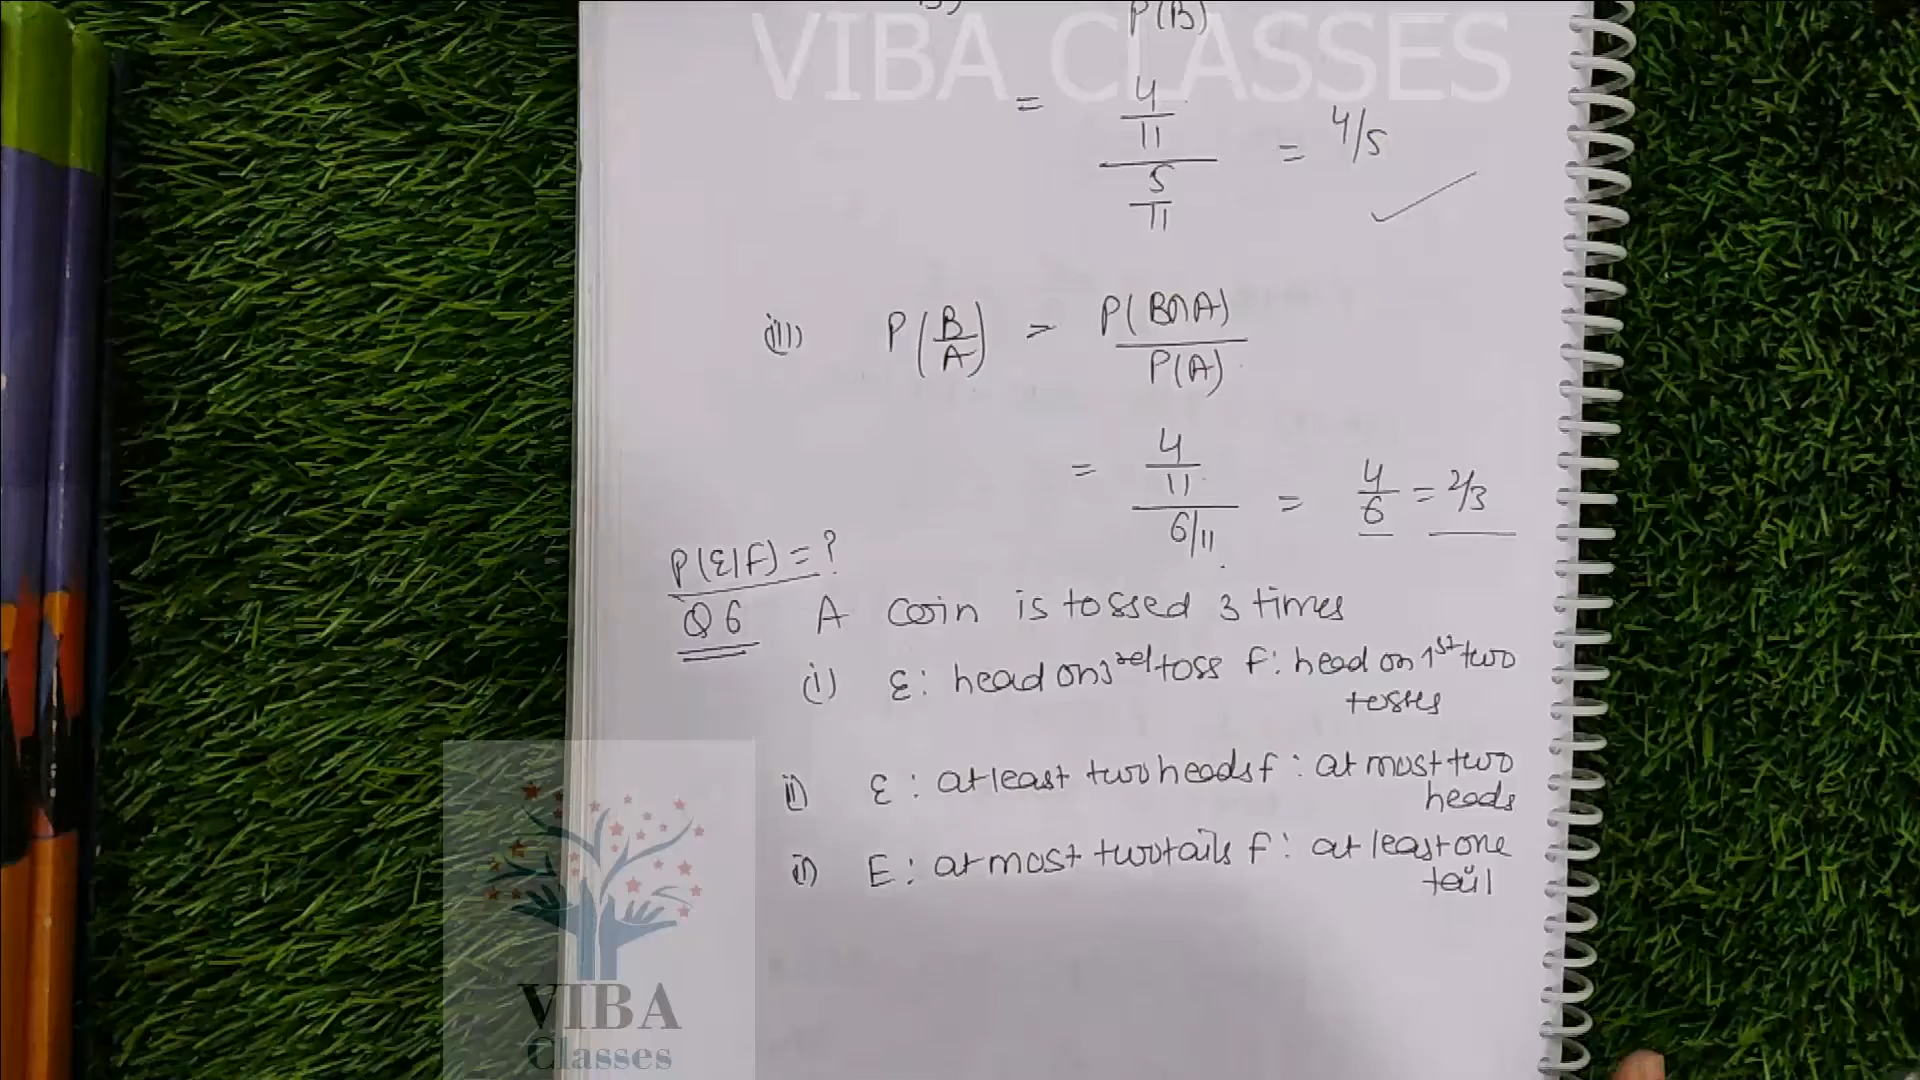 P(B)
VIBA CLASSES
= 4/11 / 5/11 = 4/5
(iii) P(B/A) = P(B∩A) / P(A)
= 4/11 / 6/11 = 4/6 = 2/3
P(E|F) = ?
Q6 A coin is tossed 3 times
(i) E: head on 3rd toss F: head on 1st two
tosses
ii) E: at least two heads F: at most two
heads
ii) E: at most two tails F: at least one
tail
VIBA
Classes